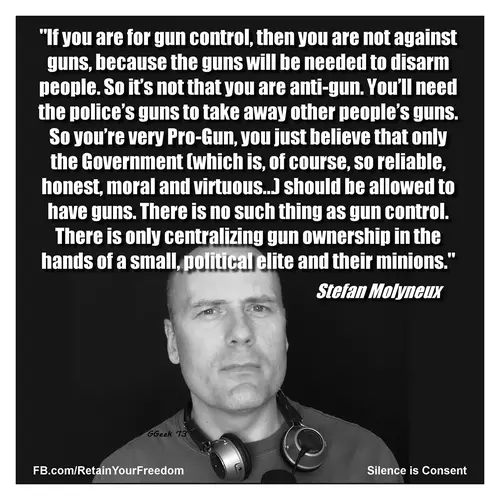 "If you are for gun control, then you are not against
guns, because the guns will be needed to disarm
people. So it's not that you are anti-gun. You'll need
the police's guns to take away other people's guns.
So you're very Pro-Gun, you just believe that only
the Government (which is, of course, so reliable,
honest, moral and virtuous...) should be allowed to
have guns. There is no such thing as gun control.
There is only centralizing gun ownership in the
hands of a small, political elite and their minions."
Stefan Molyneux
GGeek '13
FB.com/RetainYourFreedom
Silence is Consent